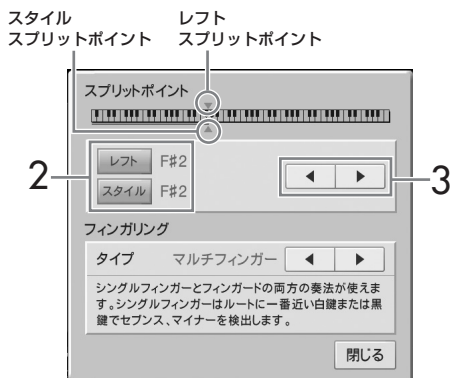 スタイル
スプリットポイント
レフト
スプリットポイント
スプリットポイント
2
レフト F#2
スタイル F#2
3
フィンガリング
タイプ マルチフィンガー
シングルフィンガーとフィンガードの両方の奏法が使えま
す。シングルフィンガーはルートに一番近い白鍵または黒
鍵でセブンス、マイナーを検出します。
閉じる